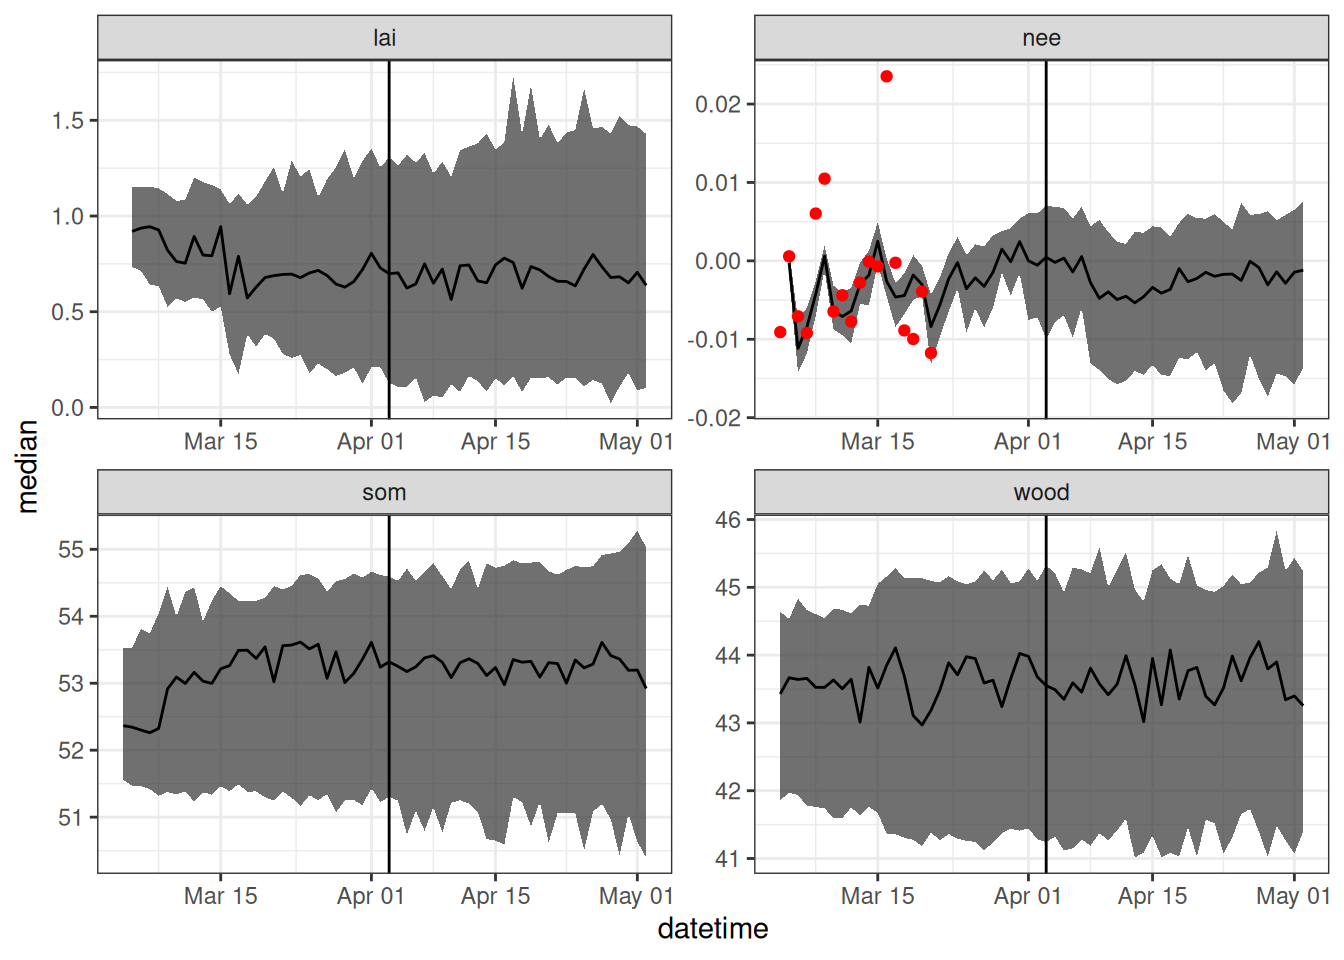 lai
nee
1.5
1.0
0.5
0.0
0.02
0.01
0.00
-0.01
-0.02
Mar 15 Apr 01 Apr 15 May 01
Mar 15 Apr 01 Apr 15 May 01
median
som
wood
55
54
53
52
51
46
45
44
43
42
41
Mar 15 Apr 01 Apr 15 May 01
Mar 15 Apr 01 Apr 15 May 01
datetime